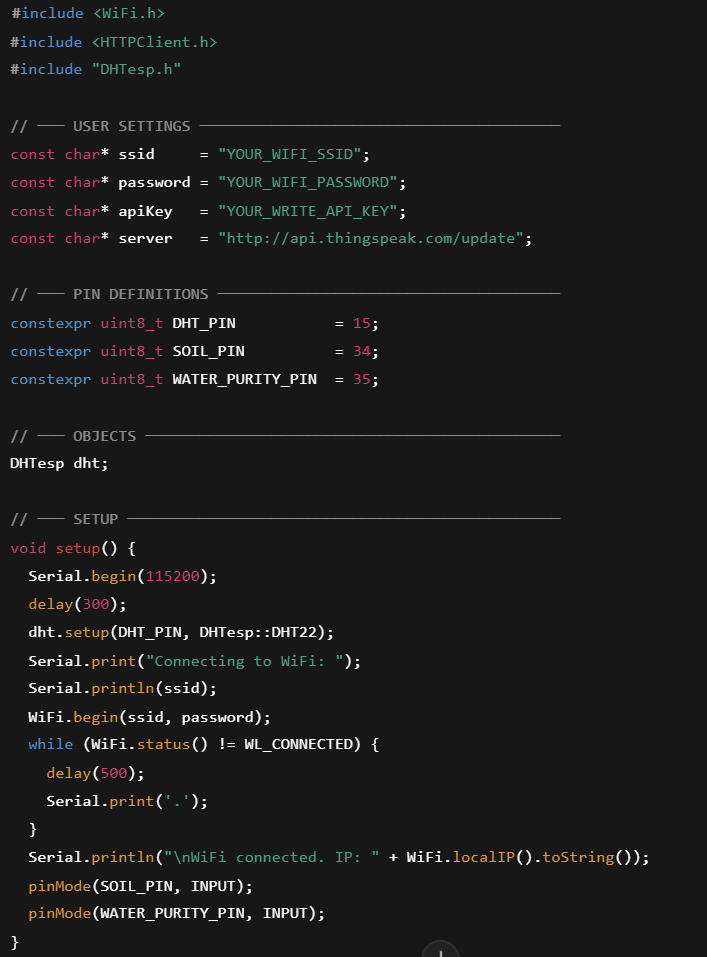 #include <WiFi.h>
#include <HTTPClient.h>
#include "DHTesp.h"
// ─── USER SETTINGS ────────────────────────────────────────
const char* ssid     = "YOUR_WIFI_SSID";
const char* password = "YOUR_WIFI_PASSWORD";
const char* apiKey   = "YOUR_WRITE_API_KEY";
const char* server   = "http://api.thingspeak.com/update";
// ─── PIN DEFINITIONS ──────────────────────────────────────
constexpr uint8_t DHT_PIN           = 15;
constexpr uint8_t SOIL_PIN          = 34;
constexpr uint8_t WATER_PURITY_PIN  = 35;
// ─── OBJECTS ──────────────────────────────────────────────
DHTesp dht;
// ─── SETUP ────────────────────────────────────────────────
void setup() {
  Serial.begin(115200);
  delay(300);
  dht.setup(DHT_PIN, DHTesp::DHT22);
  Serial.print("Connecting to WiFi: ");
  Serial.println(ssid);
  WiFi.begin(ssid, password);
  while (WiFi.status() != WL_CONNECTED) {
    delay(500);
    Serial.print('.');
  }
  Serial.println("\nWiFi connected. IP: " + WiFi.localIP().toString());
  pinMode(SOIL_PIN, INPUT);
  pinMode(WATER_PURITY_PIN, INPUT);
}